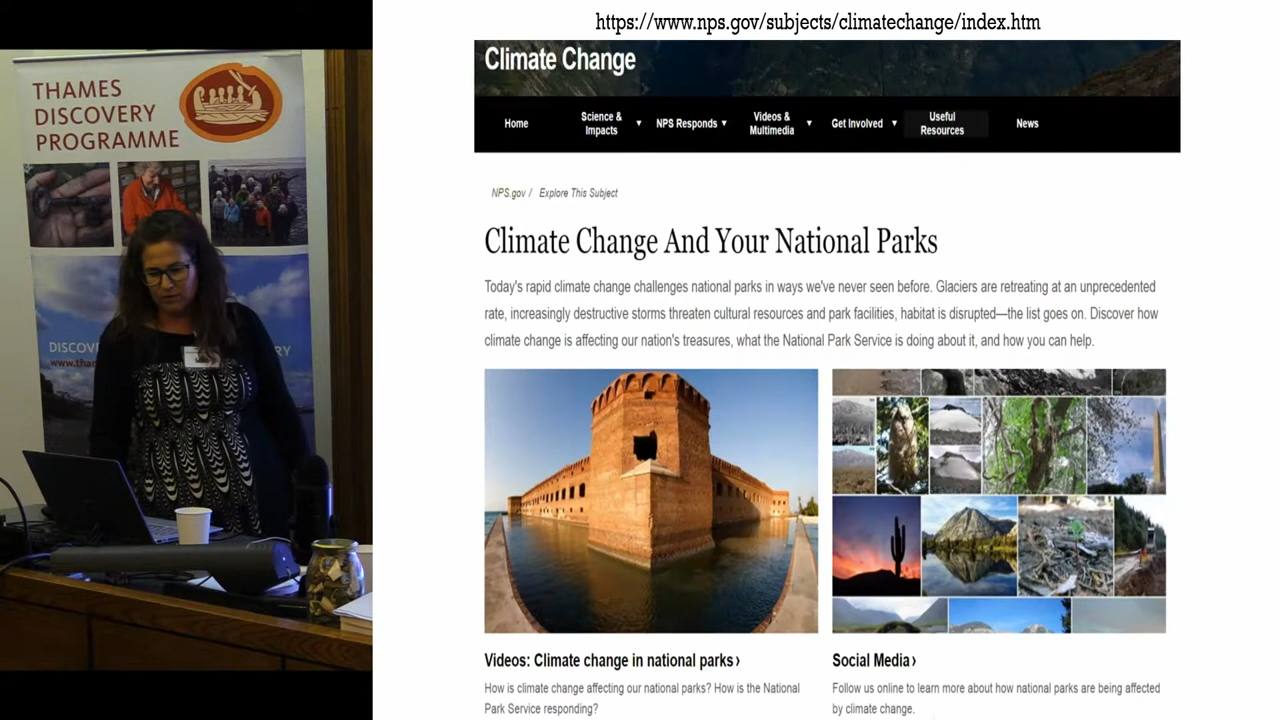 https://www.nps.gov/subjects/climatechange/index.htm
Climate Change
Home
Science &
Impacts
NPS Responds
Videos &
Multimedia
Get Involved
Useful
Resources
News
NPS.gov / Explore This Subject
Climate Change And Your National Parks
Today's rapid climate change challenges national parks in ways we've never seen before. Glaciers are retreating at an unprecedented
rate, increasingly destructive storms threaten cultural resources and park facilities, habitat is disrupted—the list goes on. Discover how
climate change is affecting our nation's treasures, what the National Park Service is doing about it, and how you can help.
Videos: Climate change in national parks›
How is climate change affecting our national parks? How is the National
Park Service responding?
Social Media›
Follow us online to learn more about how national parks are being affected
by climate change.
THAMES
DISCOVERY
PROGRAMME